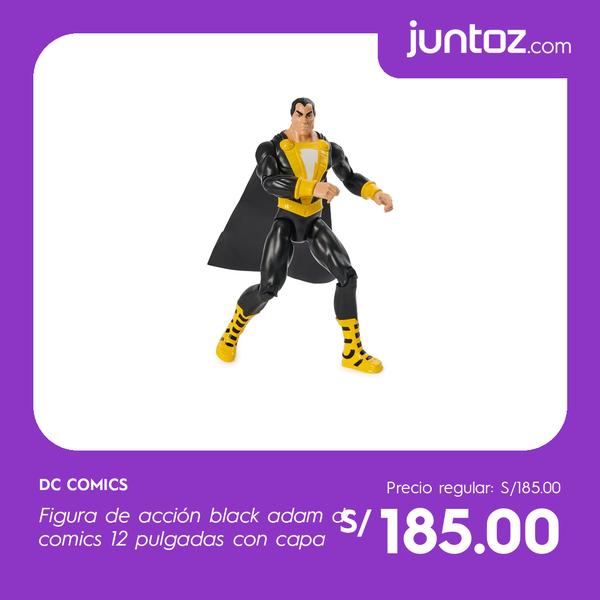 juntoz.com
DC COMICS
Figura de acción black adam
comics 12 pulgadas con capa
Precio regular: S/185.00
S/185.00